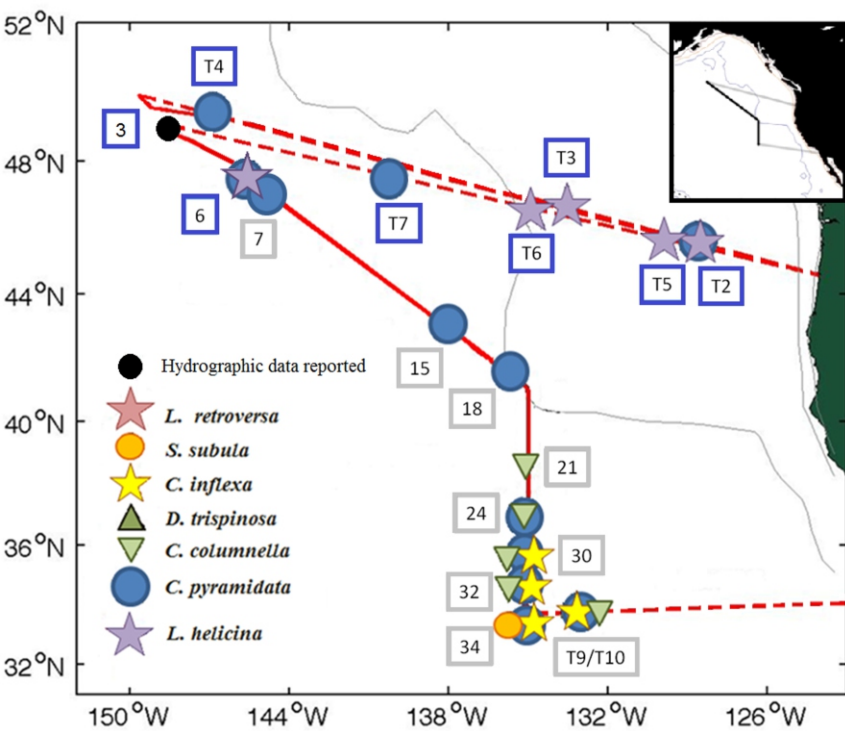 52°N
48°N
44°N
40°N
36°N
32°N
T4
3
T3
6
7
T7
T6
T5
T2
15
18
21
24
30
32
34
T9/T10
Hydrographic data reported
L. retroversa
S. subula
C. inflexa
D. trispinosa
C. columnella
C. pyramidata
L. helicina
150°W
144°W
138°W
132°W
126°W